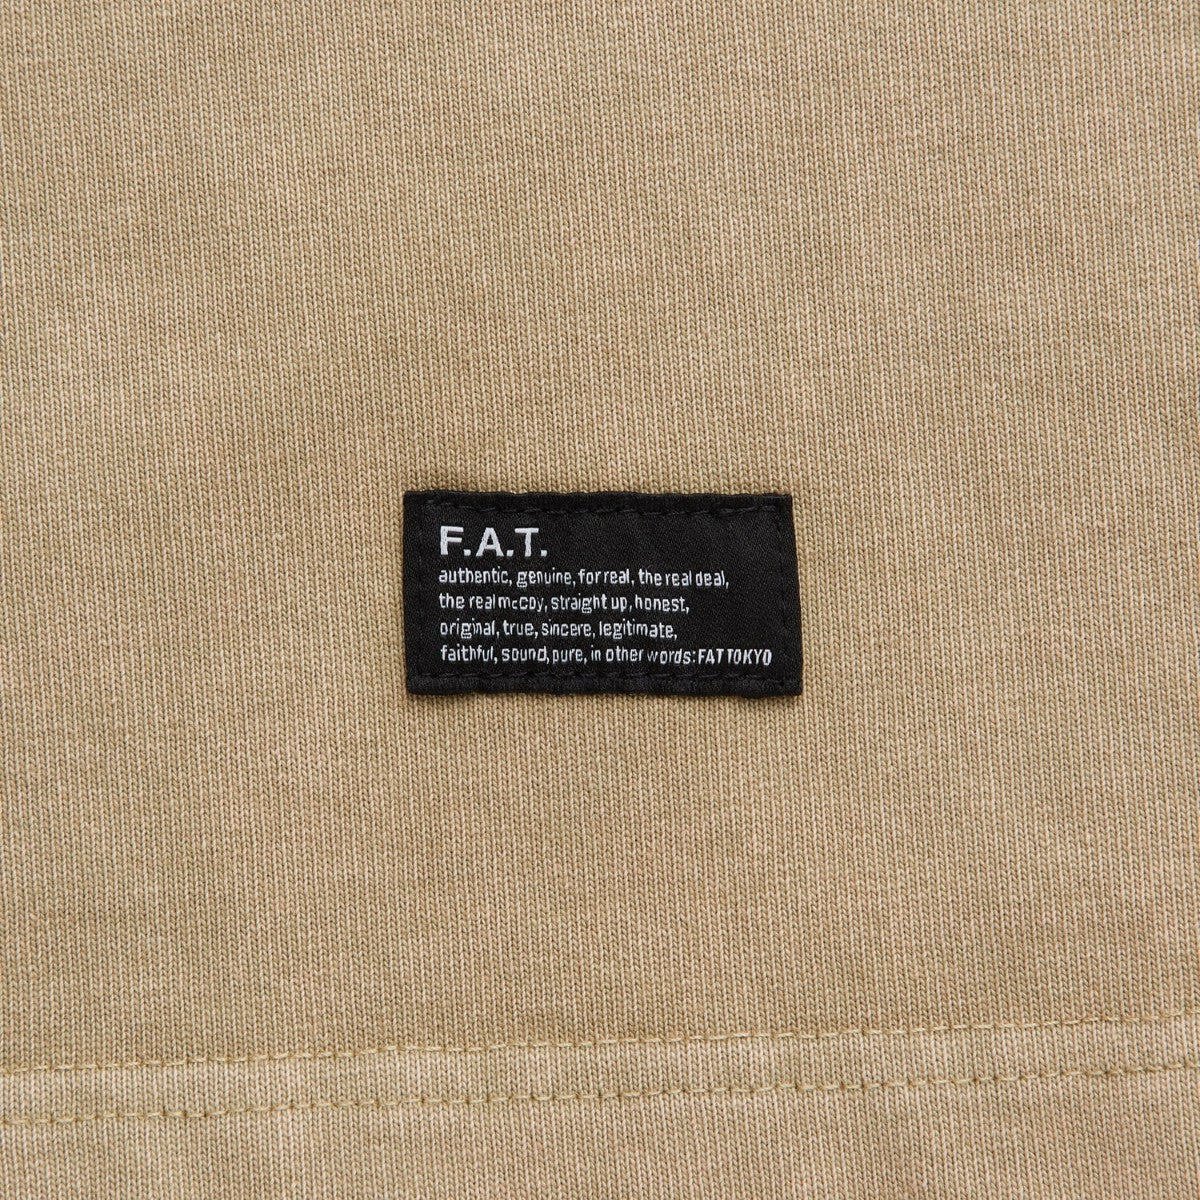 F.A.T.
authentic, genuine, for real, the real deal,
the real mccoy, straight up, honest,
original, true, sincere, legitimate,
faithful, sound, pure, in other words: FAT TOKYO